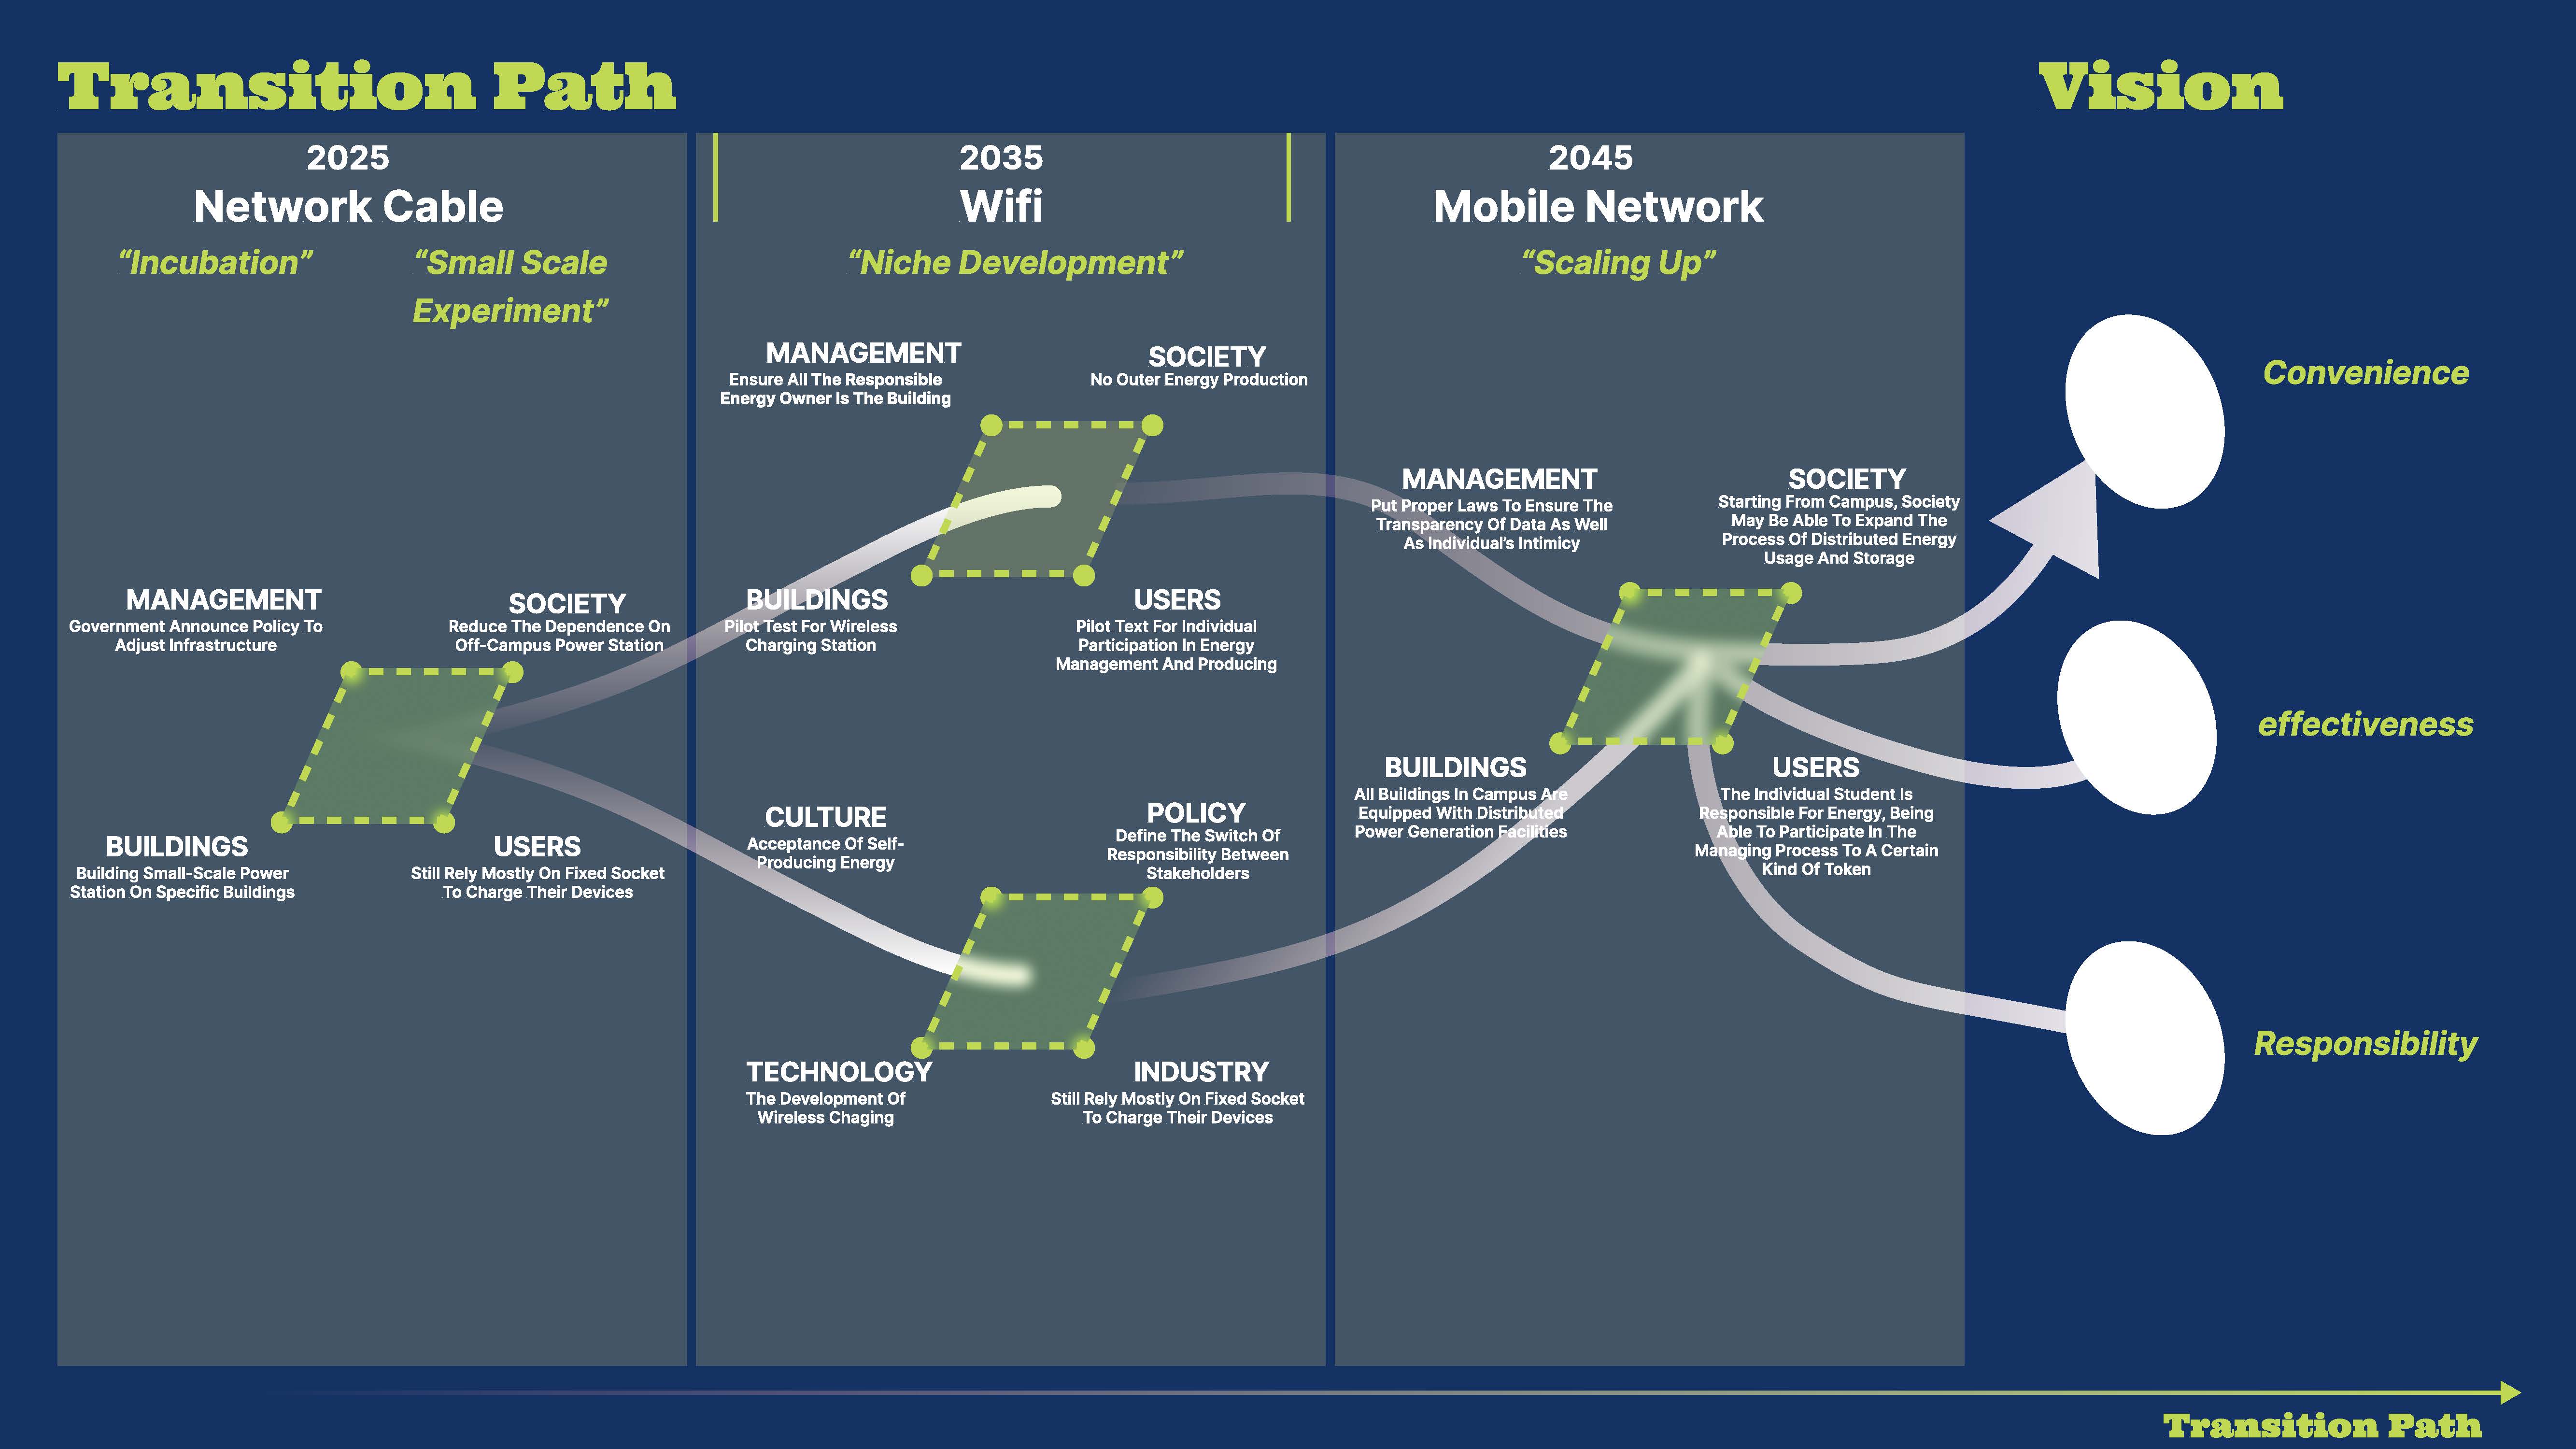 Transition Path
Vision
2025
Network Cable
“Incubation”
“Small Scale
Experiment”
MANAGEMENT
Government Announce Policy To
Adjust Infrastructure
SOCIETY
Reduce The Dependence On
Off-Campus Power Station
BUILDINGS
Building Small-Scale Power
Station On Specific Buildings
USERS
Still Rely Mostly On Fixed Socket
To Charge Their Devices
2035
Wifi
“Niche Development”
MANAGEMENT
Ensure All The Responsible
Energy Owner Is The Building
SOCIETY
No Outer Energy Production
BUILDINGS
Pilot Test For Wireless
Charging Station
USERS
Pilot Text For Individual
Participation In Energy
Management And Producing
CULTURE
Acceptance Of Self-
Producing Energy
POLICY
Define The Switch Of
Responsibility Between
Stakeholders
TECHNOLOGY
The Development Of
Wireless Chaging
INDUSTRY
Still Rely Mostly On Fixed Socket
To Charge Their Devices
2045
Mobile Network
“Scaling Up”
MANAGEMENT
Put Proper Laws To Ensure The
Transparency Of Data As Well
As Individual’s Intimicy
SOCIETY
Starting From Campus, Society
May Be Able To Expand The
Process Of Distributed Energy
Usage And Storage
BUILDINGS
All Buildings In Campus Are
Equipped With Distributed
Power Generation Facilities
USERS
The Individual Student Is
Responsible For Energy, Being
Able To Participate In The
Managing Process To A Certain
Kind Of Token
Convenience
effectiveness
Responsibility
Transition Path